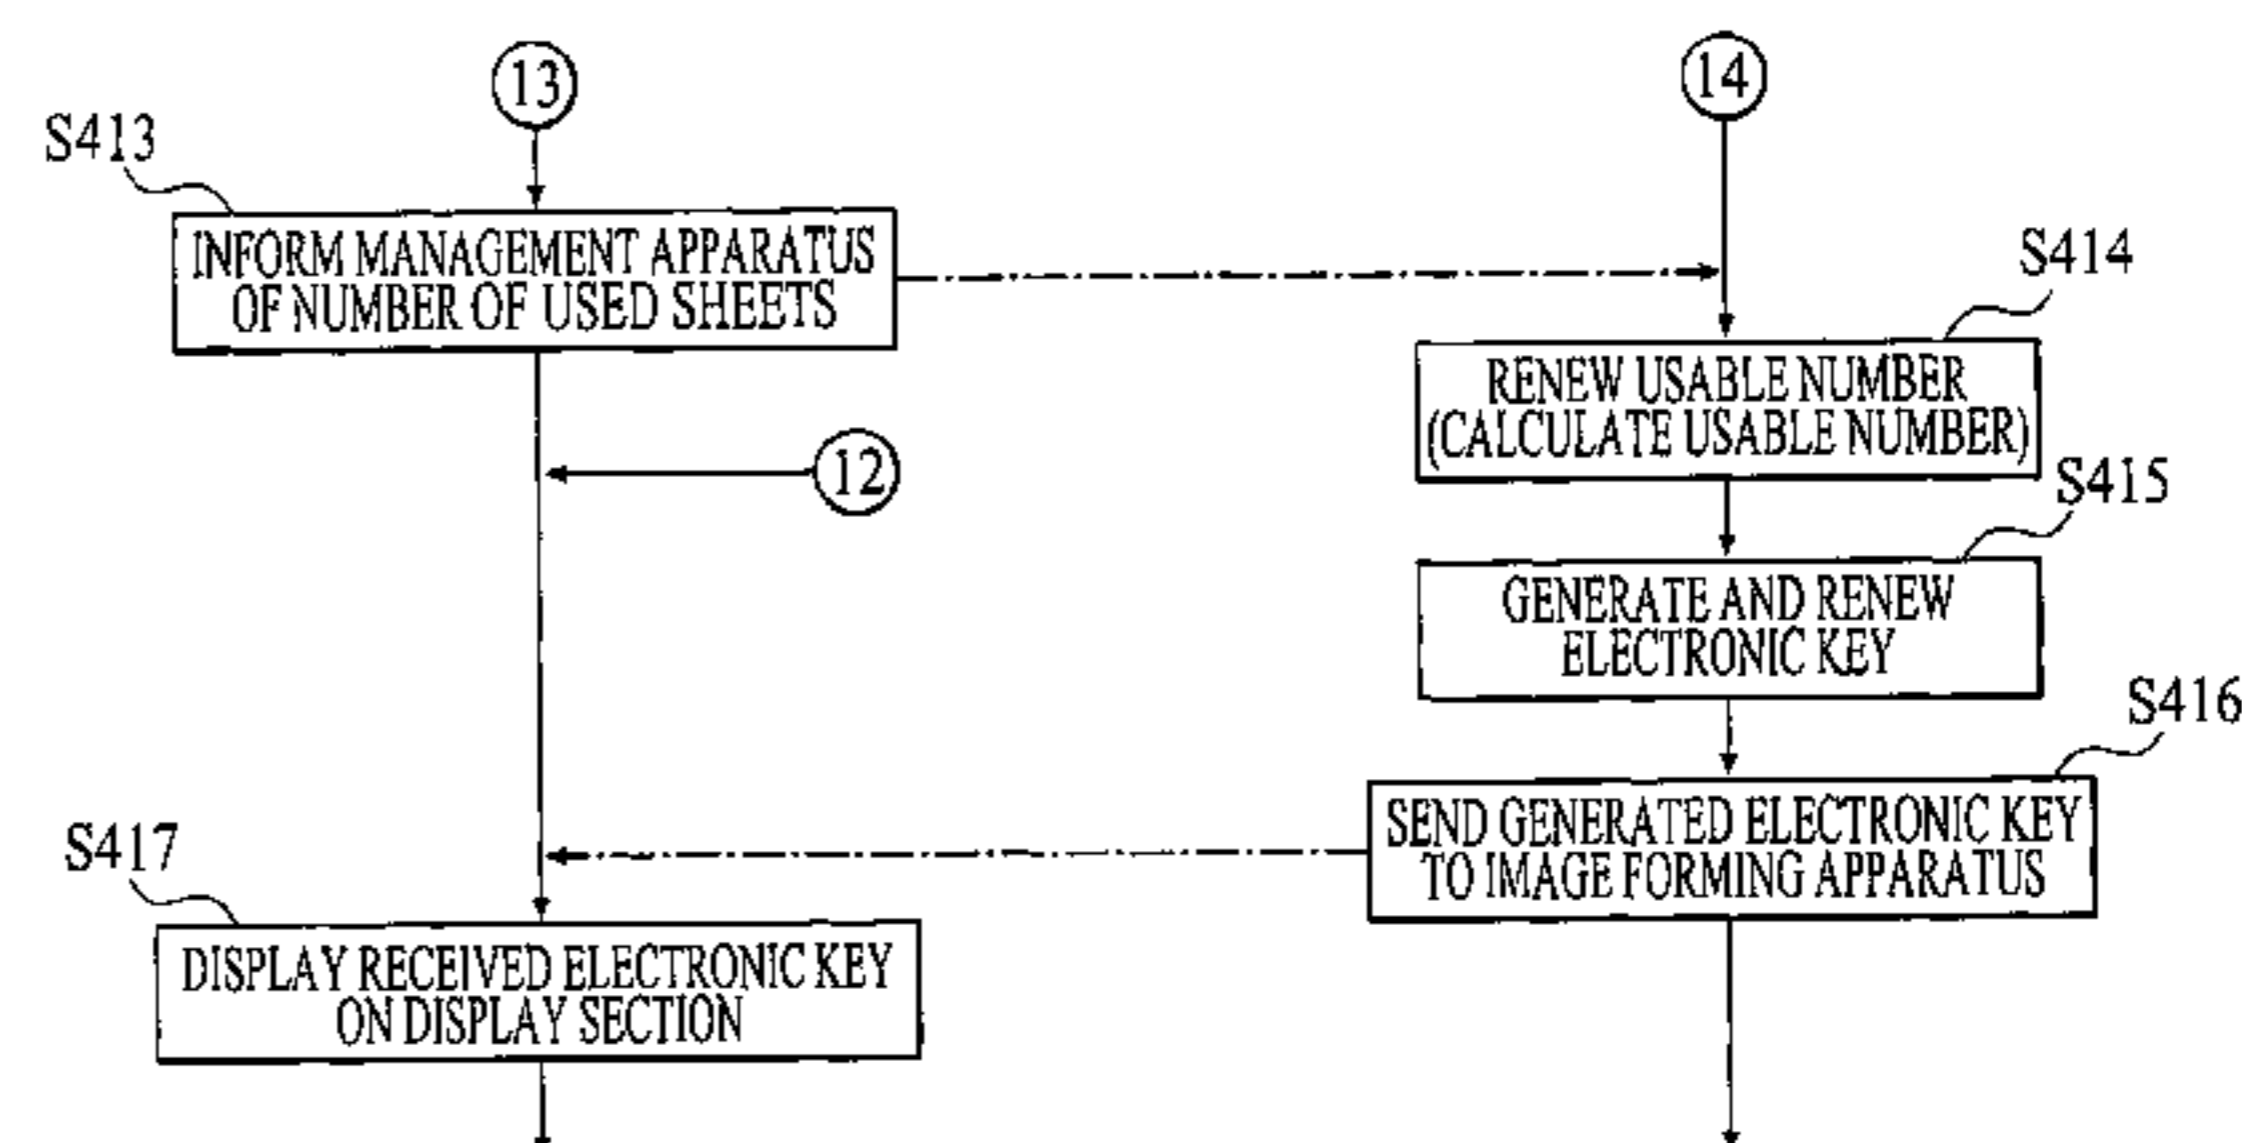 13
14
S413
INFORM MANAGEMENT APPARATUS
OF NUMBER OF USED SHEETS
S414
RENEW USABLE NUMBER
(CALCULATE USABLE NUMBER)
12
S415
GENERATE AND RENEW
ELECTRONIC KEY
S416
SEND GENERATED ELECTRONIC KEY
TO IMAGE FORMING APPARATUS
S417
DISPLAY RECEIVED ELECTRONIC KEY
ON DISPLAY SECTION